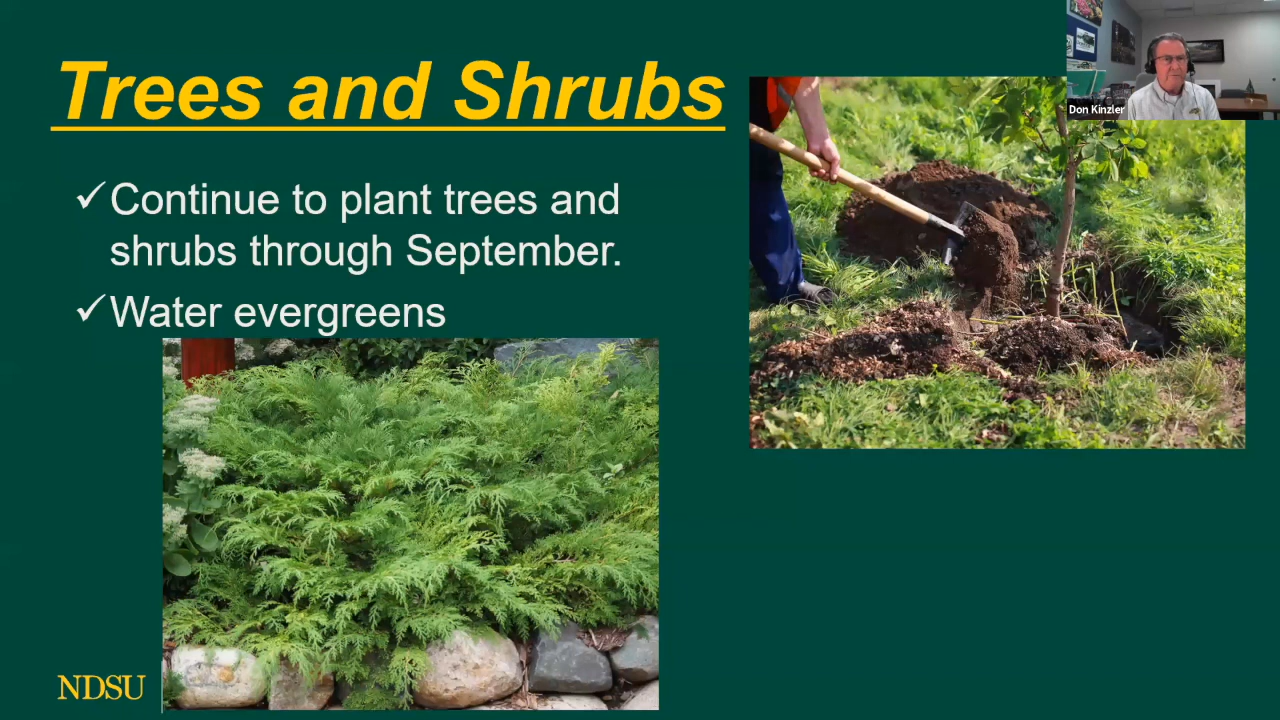 Trees and Shrubs
Don Kinzler
✓Continue to plant trees and
shrubs through September.
✓Water evergreens
NDSU